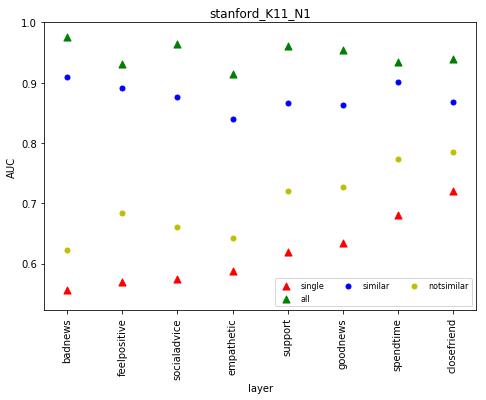 stanford_K11_N1
1.0
0.9
0.8
0.7
0.6
AUC
single
similar
notsimilar
all
badnews
feelpositive
socialadvice
empathetic
support
goodnews
spendtime
closefriend
layer